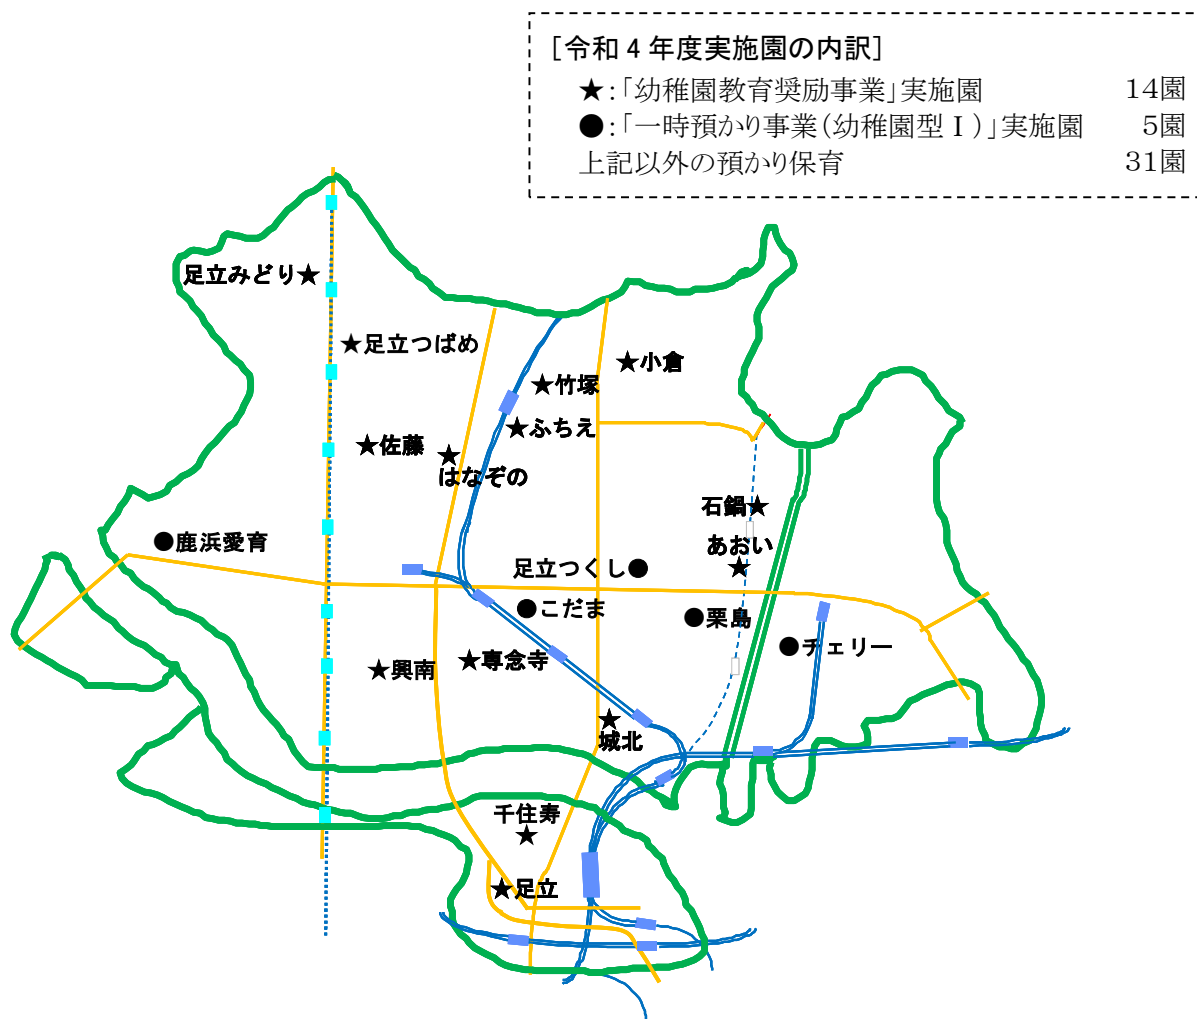 ［令和４年度実施園の内訳］
★：「幼稚園教育奨励事業」実施園　14園
●：「一時預かり事業（幼稚園型Ⅰ）」実施園　5園
上記以外の預かり保育　31園
足立みどり★
★足立つばめ
★小倉
★竹塚
★ふちえ
★佐藤
★
はなぞの
石鍋★
●鹿浜愛育
あおい
★
足立つくし●
●こだま
●栗島
●チェリー
★専念寺
★興南
★
城北
千住寿
★
★足立